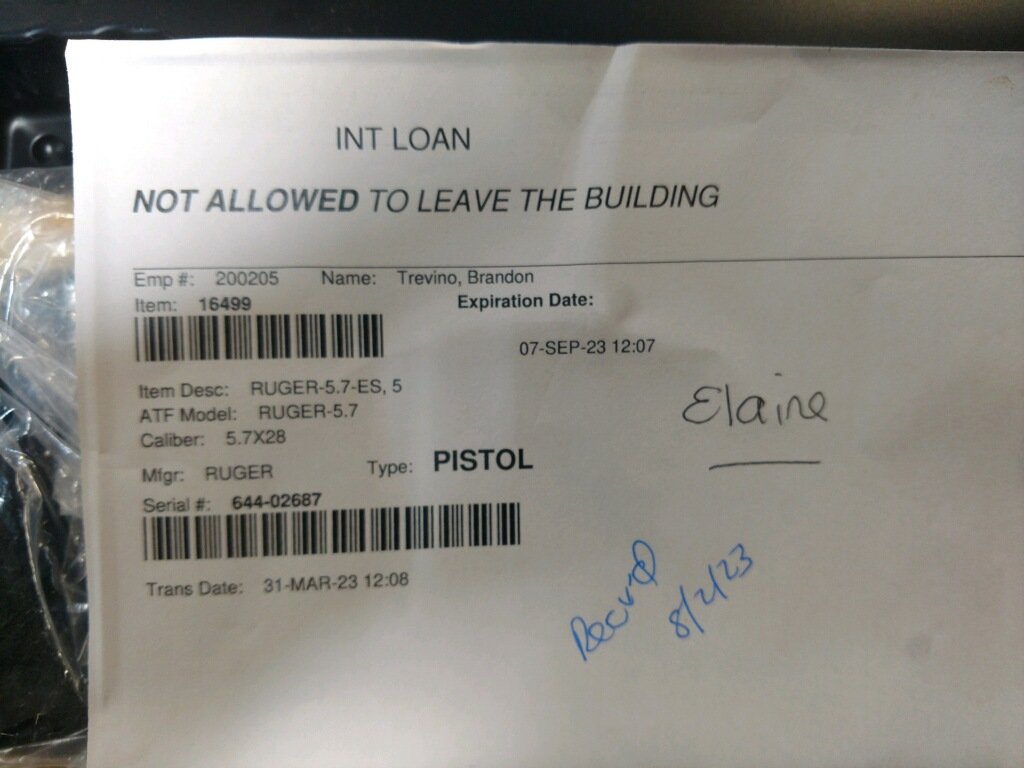 INT LOAN
NOT ALLOWED TO LEAVE THE BUILDING
Emp #: 200205 Name: Trevino, Brandon
Item: 16499 Expiration Date:
07-SEP-23 12:07
Item Desc: RUGER-5.7-ES, 5
ATF Model: RUGER-5.7
Caliber: 5.7X28
Elaine
Mfgr: RUGER Type: PISTOL
Serial #: 644-02687
Trans Date: 31-MAR-23 12:08
8/2/23